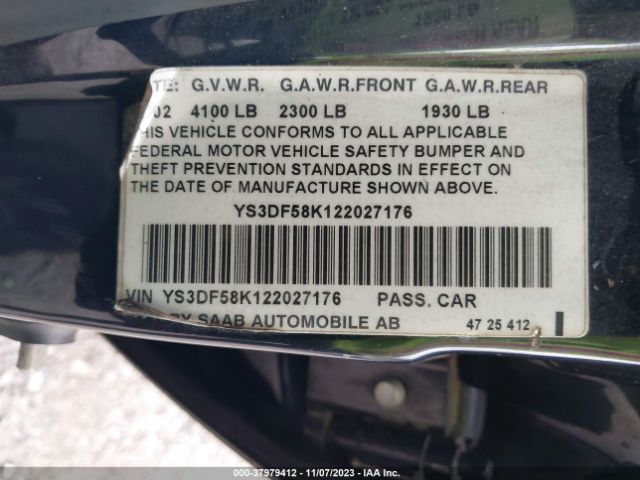 TE: G.V.W.R. G.A.W.R.FRONT G.A.W.R.REAR
02 4100 LB 2300 LB 1930 LB
THIS VEHICLE CONFORMS TO ALL APPLICABLE
FEDERAL MOTOR VEHICLE SAFETY BUMPER AND
THEFT PREVENTION STANDARDS IN EFFECT ON
THE DATE OF MANUFACTURE SHOWN ABOVE.
YS3DF58K122027176
VIN YS3DF58K122027176 PASS. CAR
BY SAAB AUTOMOBILE AB 47 25 412
000-37979412 - 11/07/2023 - IAA Inc.